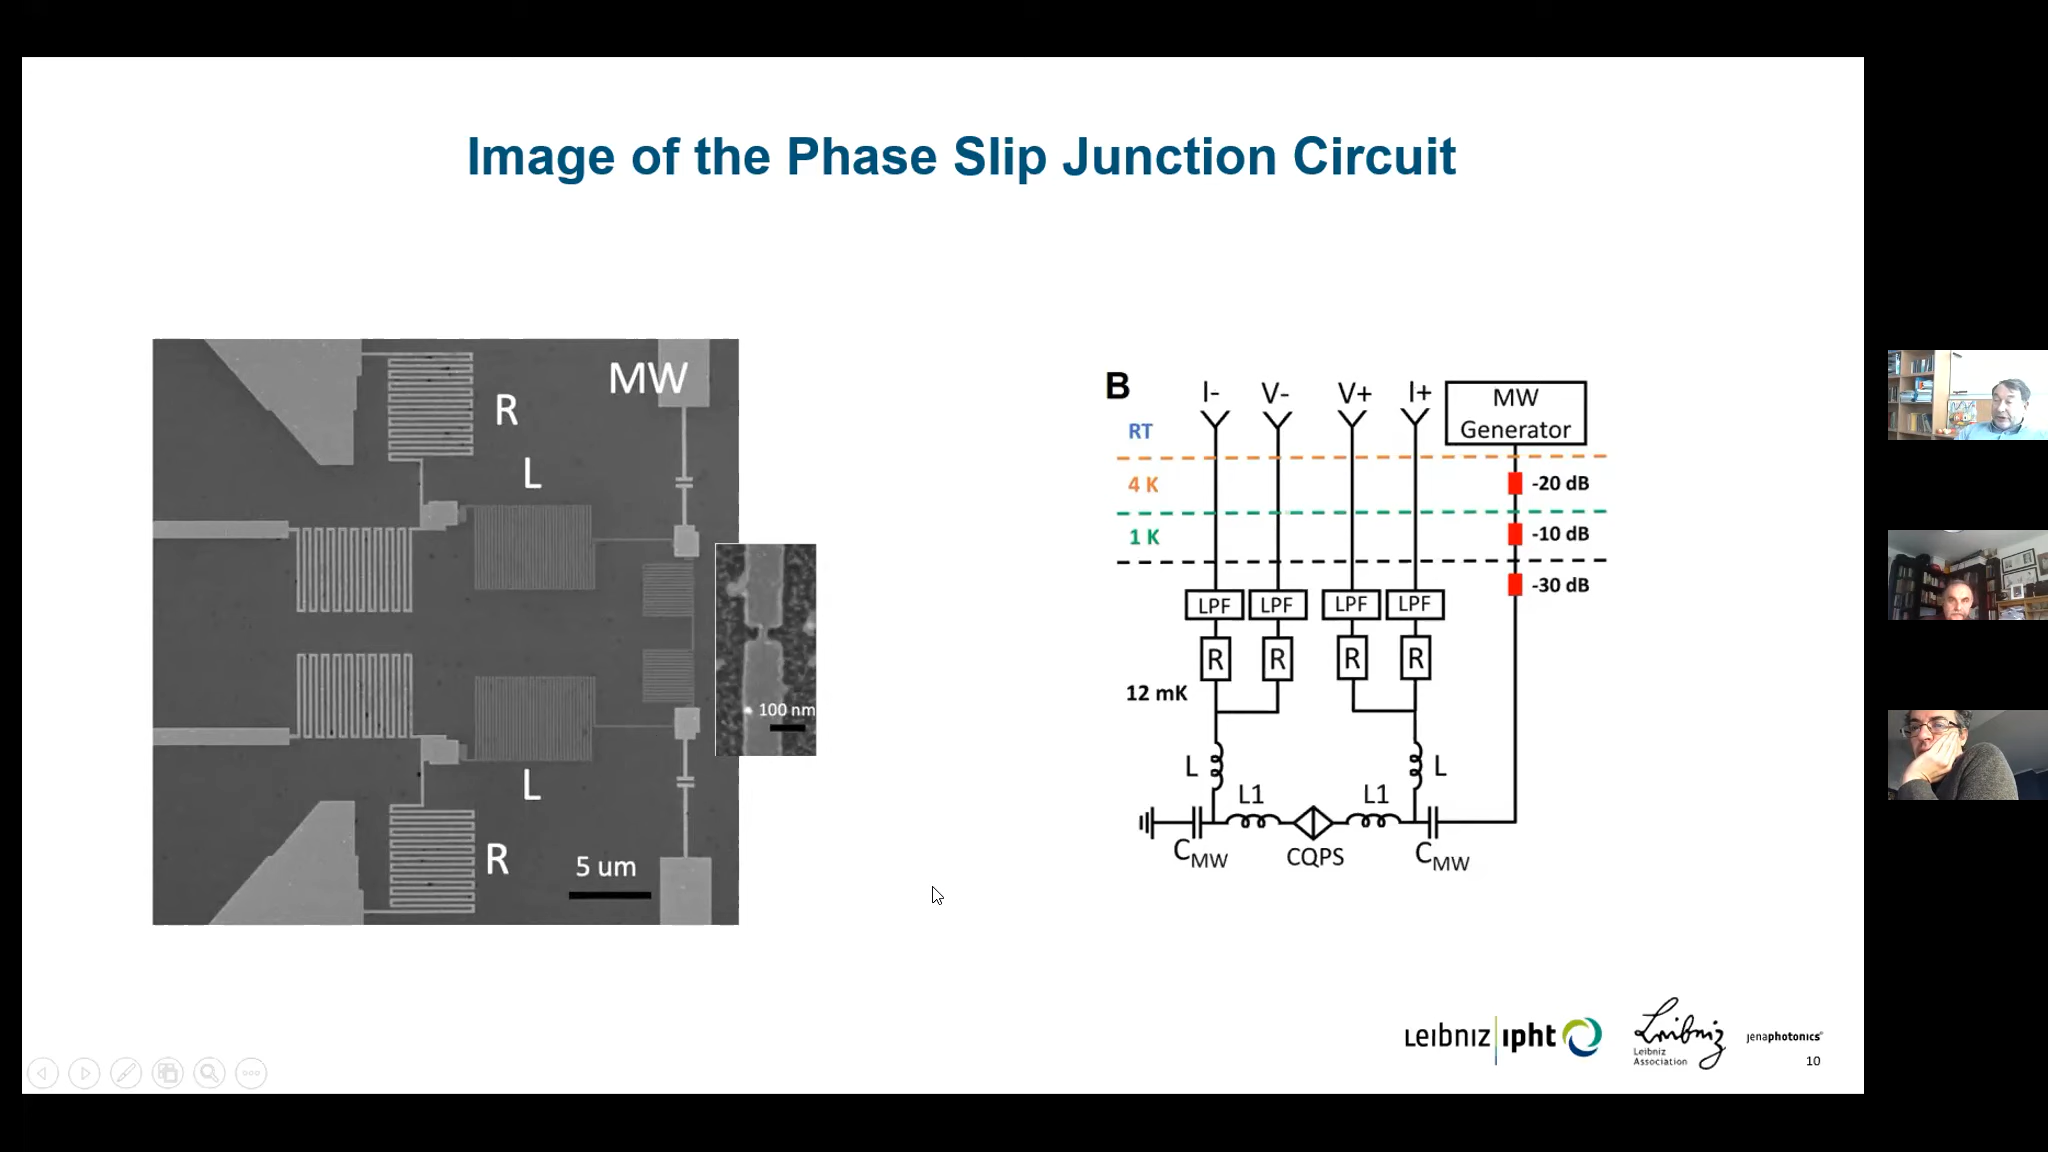 Image of the Phase Slip Junction Circuit
MW
R
L
L
R
5 um
100 nm
B
I-
V-
V+
I+
MW
Generator
RT
4 K
-20 dB
1 K
-10 dB
-30 dB
LPF
LPF
LPF
LPF
R
R
R
R
12 mK
L
L
L1
L1
CMW
CQPS
CMW
Leibniz ipht
Leibniz
Leibniz
Association
jenaphotonics®
10